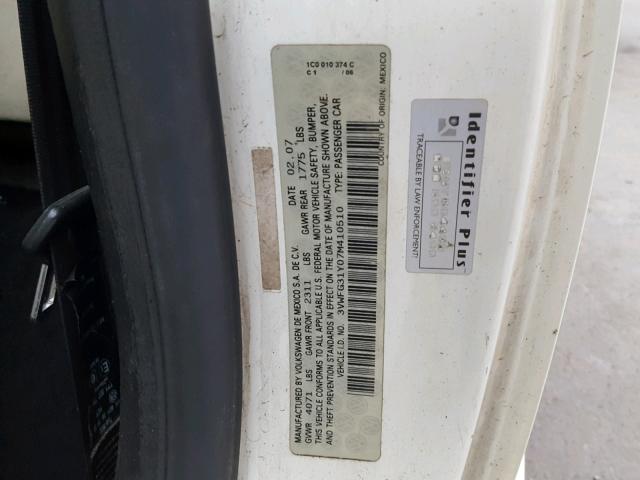 1C0 010 374 C
C 1 / 06
MANUFACTURED BY VOLKSWAGEN DE MEXICO S.A. DE C.V. DATE 02.07
GVWR 4071 LBS GAWR FRONT 2311 LBS GAWR REAR 1775 LBS
THIS VEHICLE CONFORMS TO ALL APPLICABLE U.S. FEDERAL MOTOR VEHICLE SAFETY, BUMPER,
AND THEFT PREVENTION STANDARDS IN EFFECT ON THE DATE OF MANUFACTURE SHOWN ABOVE.
VEHICLE I.D. NO. 3VWFG31Y07M410510 TYPE: PASSENGER CAR
COUNTRY OF ORIGIN: MEXICO
Identifier Plus
TRACEABLE BY LAW ENFORCEMENT